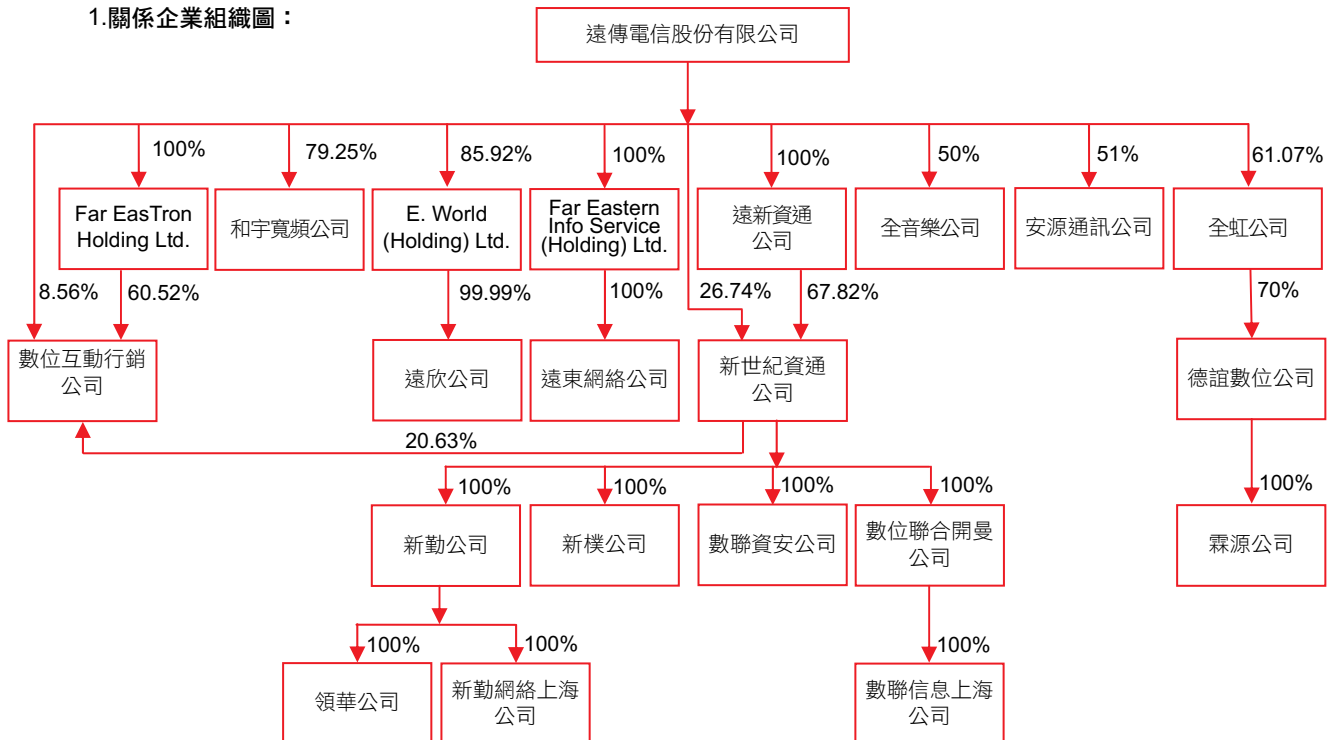 1.關係企業組織圖：
遠傳電信股份有限公司
100%
79.25%
85.92%
100%
100%
50%
51%
61.07%
Far EasTron
Holding Ltd.
和宇寬頻公司
E. World
(Holding) Ltd.
Far Eastern
Info Service
(Holding) Ltd.
遠新資通
公司
全音樂公司
安源通訊公司
全虹公司
8.56%
60.52%
99.99%
100%
26.74%
67.82%
70%
數位互動行銷
公司
遠欣公司
遠東網絡公司
新世紀資通
公司
德誼數位公司
20.63%
100%
100%
100%
100%
100%
新勤公司
新樸公司
數聯資安公司
數位聯合開曼
公司
霖源公司
100%
100%
100%
領華公司
新勤網絡上海
公司
數聯信息上海
公司